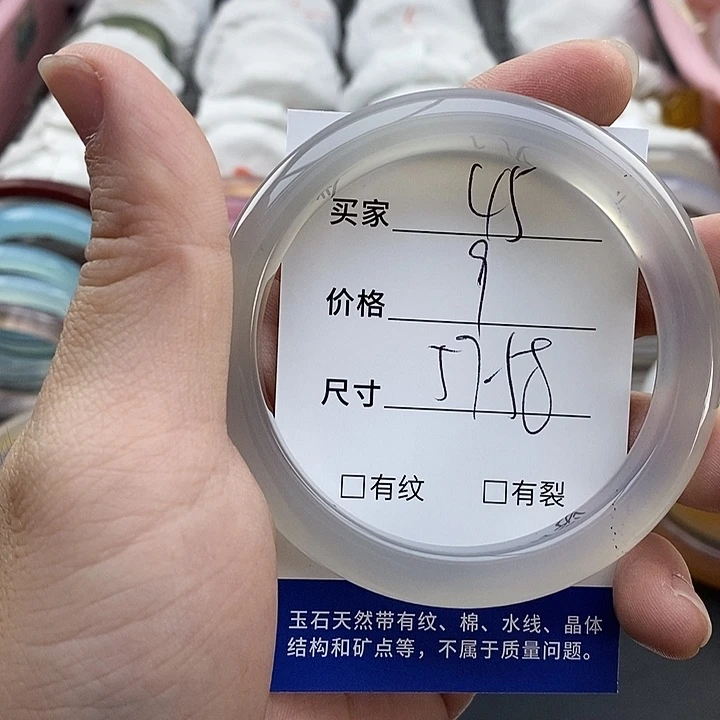 买家 45
价格 9
尺寸 57-58
□有纹 □有裂
玉石天然带有纹、棉、水线、晶体
结构和矿点等，不属于质量问题。